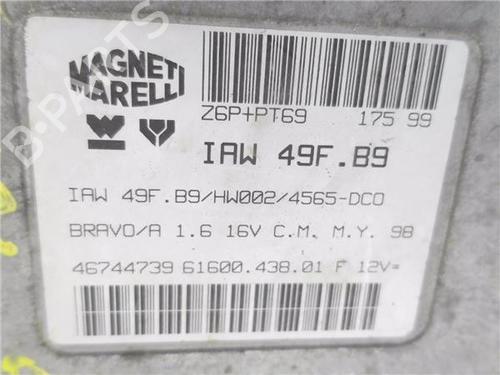 MAGNETI
MARELLI
Z6P+PT69 175 99
IAW 49F.B9
IAW 49F.B9/HW002/4565-DCO
BRAVO/A 1.6 16V C.M. M.Y. 98
46744739 61600.438.01 F 12V=
B-PARTS